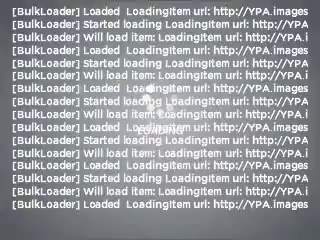 [BulkLoader] Loaded LoadingItem url: http://YPA.images
[BulkLoader] Started loading LoadingItem url: http://YPA
[BulkLoader] Will load item: LoadingItem url: http://YPA.i
[BulkLoader] Loaded LoadingItem url: http://YPA.images
[BulkLoader] Started loading LoadingItem url: http://YPA
[BulkLoader] Will load item: LoadingItem url: http://YPA.i
[BulkLoader] Loaded LoadingItem url: http://YPA.images
[BulkLoader] Started loading LoadingItem url: http://YPA
[BulkLoader] Will load item: LoadingItem url: http://YPA.i
[BulkLoader] Loaded LoadingItem url: http://YPA.images
LOADING
[BulkLoader] Started loading LoadingItem url: http://YPA
[BulkLoader] Will load item: LoadingItem url: http://YPA.i
[BulkLoader] Loaded LoadingItem url: http://YPA.images
[BulkLoader] Started loading LoadingItem url: http://YPA
[BulkLoader] Will load item: LoadingItem url: http://YPA.i
[BulkLoader] Loaded LoadingItem url: http://YPA.images